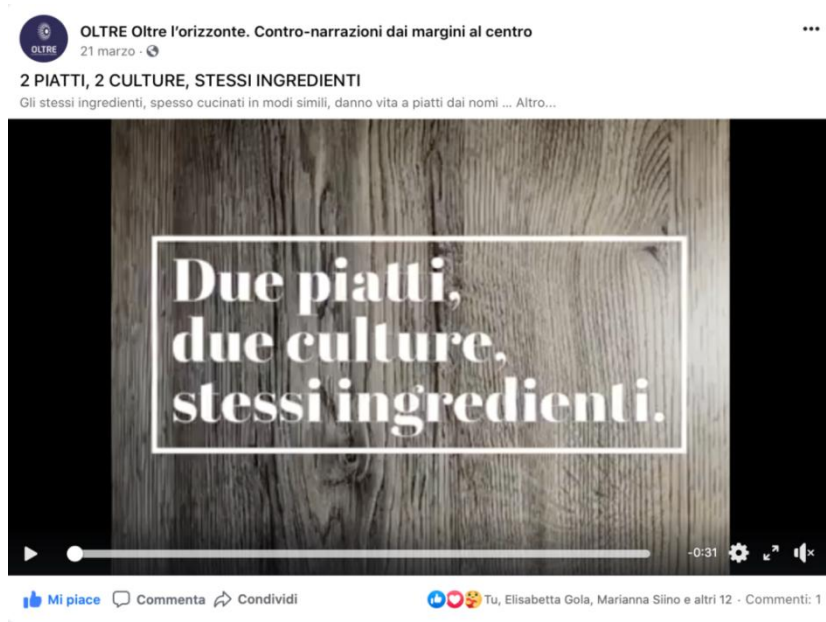 OLTRE Oltre l'orizzonte. Contro-narrazioni dai margini al centro
OLTRE
21 marzo ·
2 PIATTI, 2 CULTURE, STESSI INGREDIENTI
Gli stessi ingredienti, spesso cucinati in modi simili, danno vita a piatti dai nomi ... Altro...
Due piatti,
due culture,
stessi ingredienti.
-0:31
Mi piace Commenta Condividi Tu, Elisabetta Gola, Marianna Siino e altri 12 · Commenti: 1